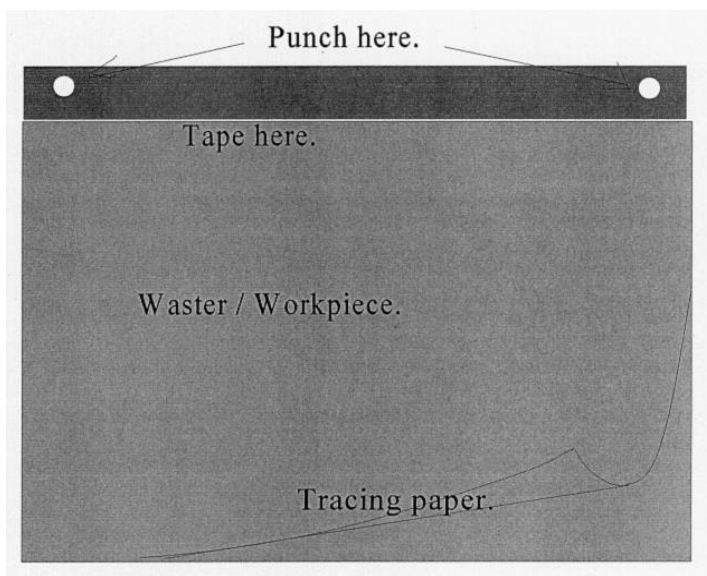 Punch here.
Tape here.
Waster / Workpiece.
Tracing paper.